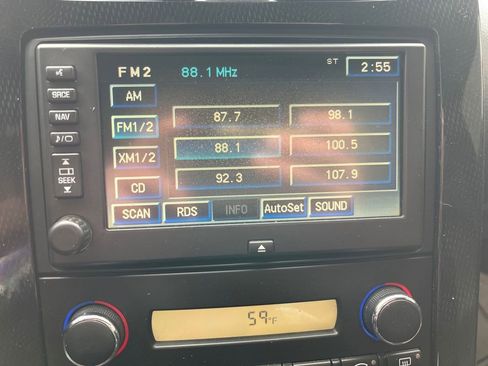 FM2 88.1 MHz ST 2:55
SRCE
NAV
SEEK
AM
FM1/2
XM1/2
CD
87.7 98.1
88.1 100.5
92.3 107.9
SCAN RDS INFO AutoSet SOUND
59°F